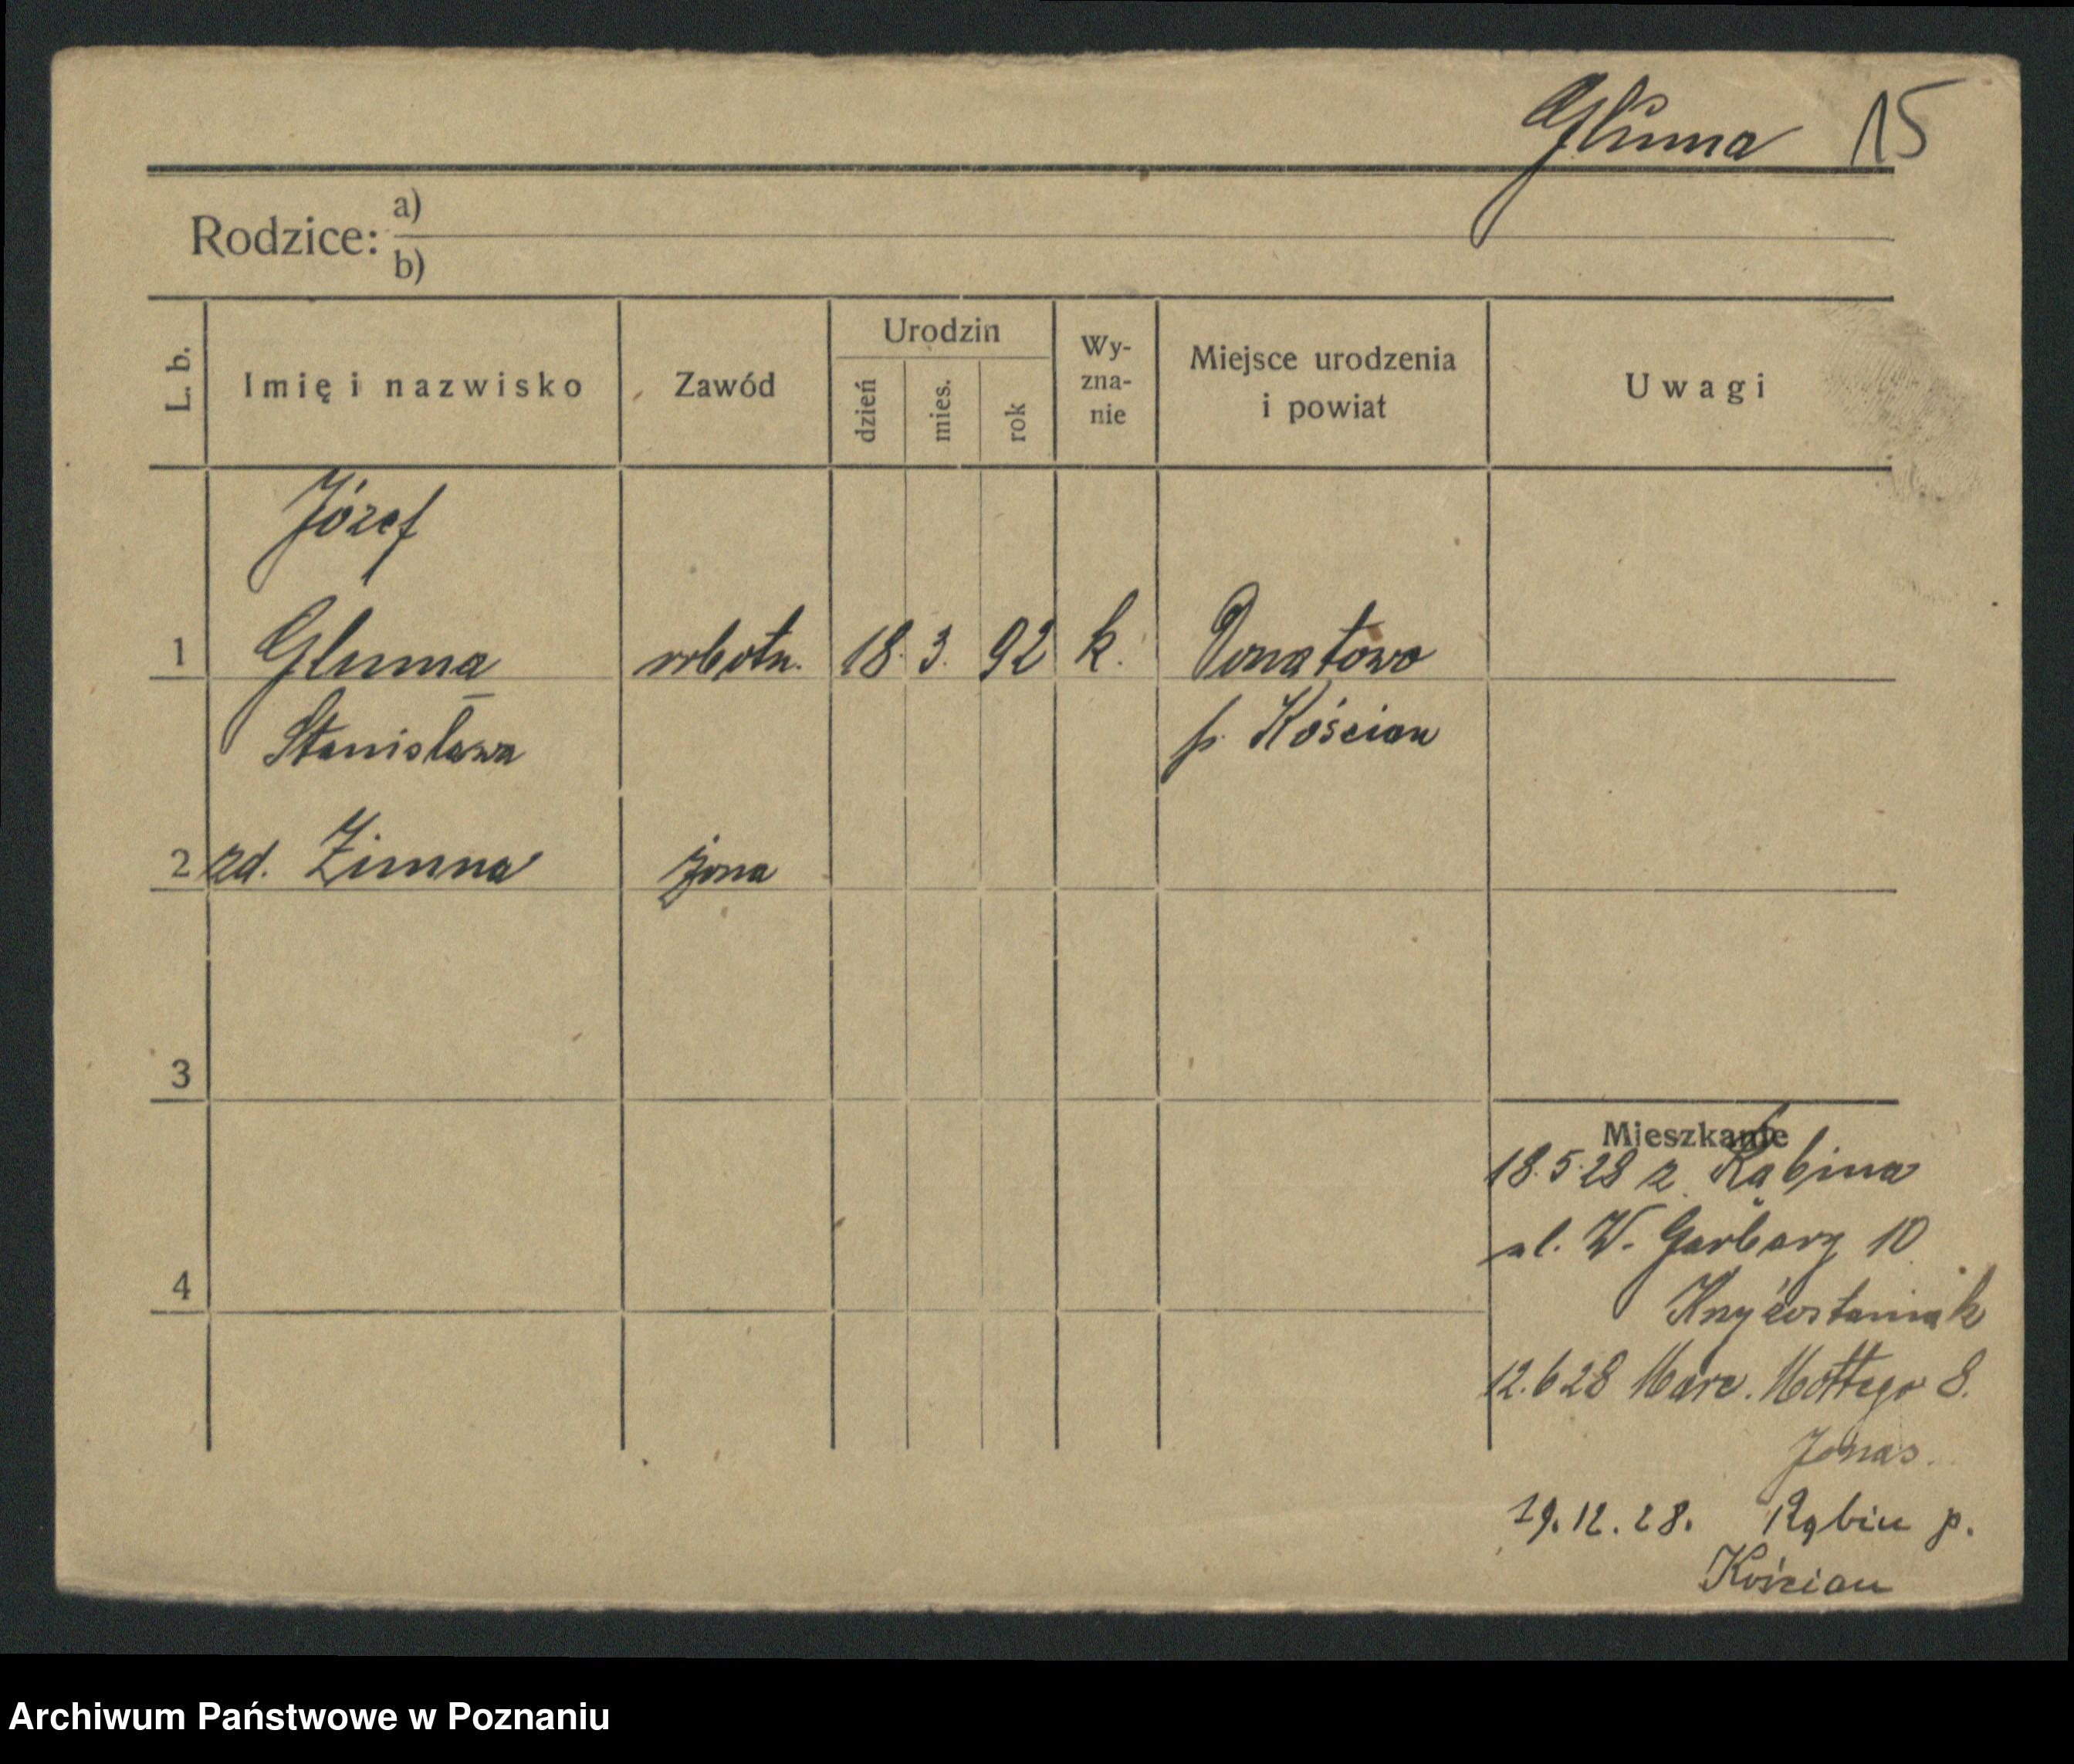 Gluma 15
Rodzice: a)
b)
L. b.
Imię i nazwisko
Zawód
Urodzin
dzień
mies.
rok
Wy-
zna-
nie
Miejsce urodzenia
i powiat
Uwagi
Józef
1 Gluma robotn. 18. 3. 92 k. Donatowo
Stanisława p. Kościan
2 zd. Zimna żona
3
4
Mieszkanie
18.5.28 z Rąbina
ul. W. Garbary 10
12.6.28 Marc. Mottego 8.
Jonas.
19.12.28. Rąbin p.
Kościan
Archiwum Państwowe w Poznaniu